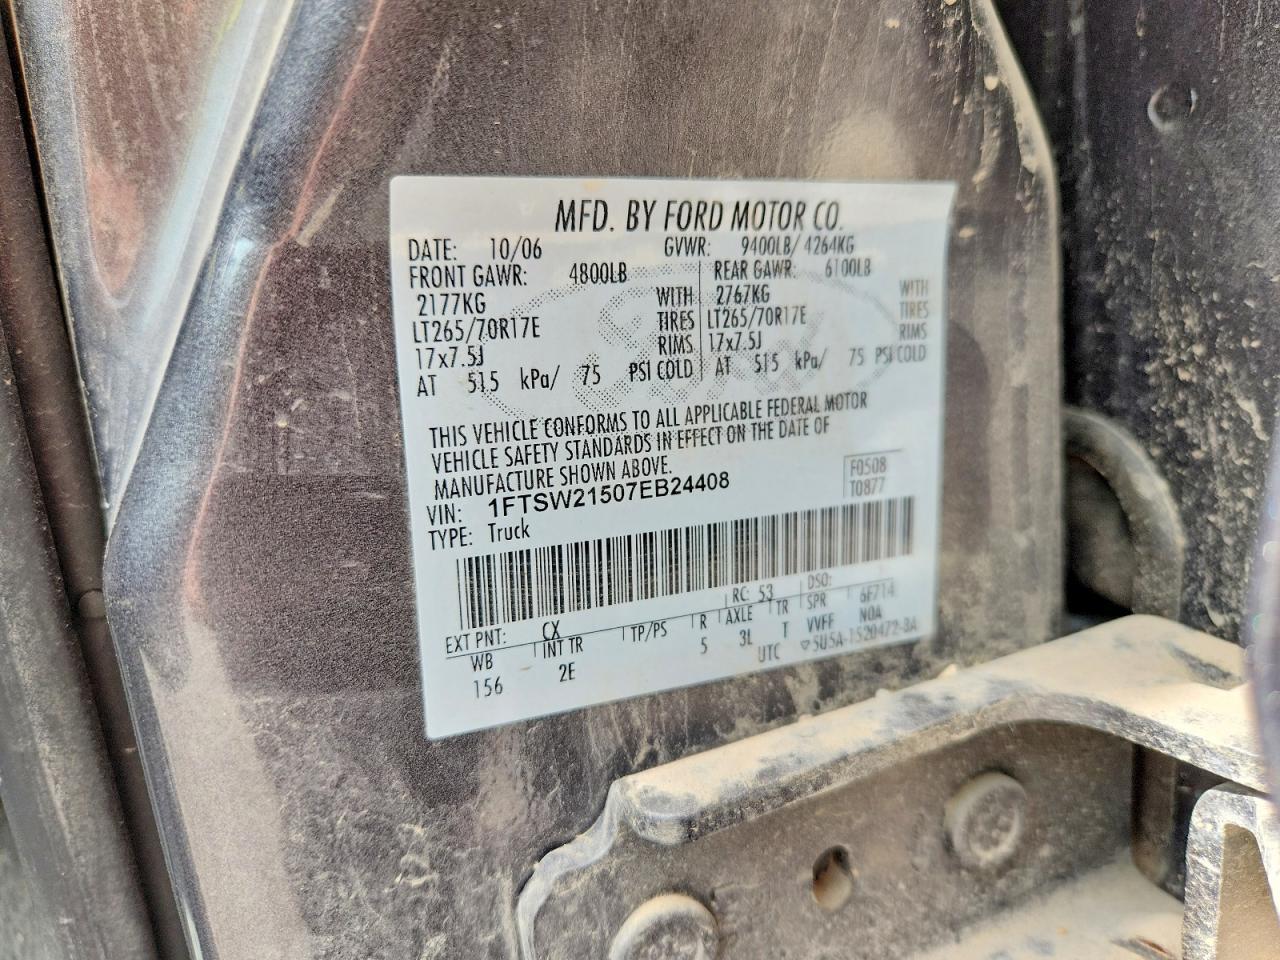 MFD. BY FORD MOTOR CO.
DATE: 10/06 GVWR: 9400LB/ 4264KG
FRONT GAWR: 4800LB REAR GAWR: 6100LB
2177KG WITH 2767KG WITH
LT265/70R17E TIRES LT265/70R17E TIRES
17x7.5J RIMS 17x7.5J RIMS
AT 515 kPa/ 75 PSI COLD AT 515 kPa/ 75 PSI COLD
THIS VEHICLE CONFORMS TO ALL APPLICABLE FEDERAL MOTOR
VEHICLE SAFETY STANDARDS IN EFFECT ON THE DATE OF
MANUFACTURE SHOWN ABOVE.
VIN: 1FTSW21507EB24408 F0508
TYPE: Truck T0877
EXT PNT: CX RC: 53 DSO:
WB INT TR TP/PS R AXLE TR SPR 6F714
156 2E 5 3L T VVFF N0A
UTC ▽5U5A-1520472-BA